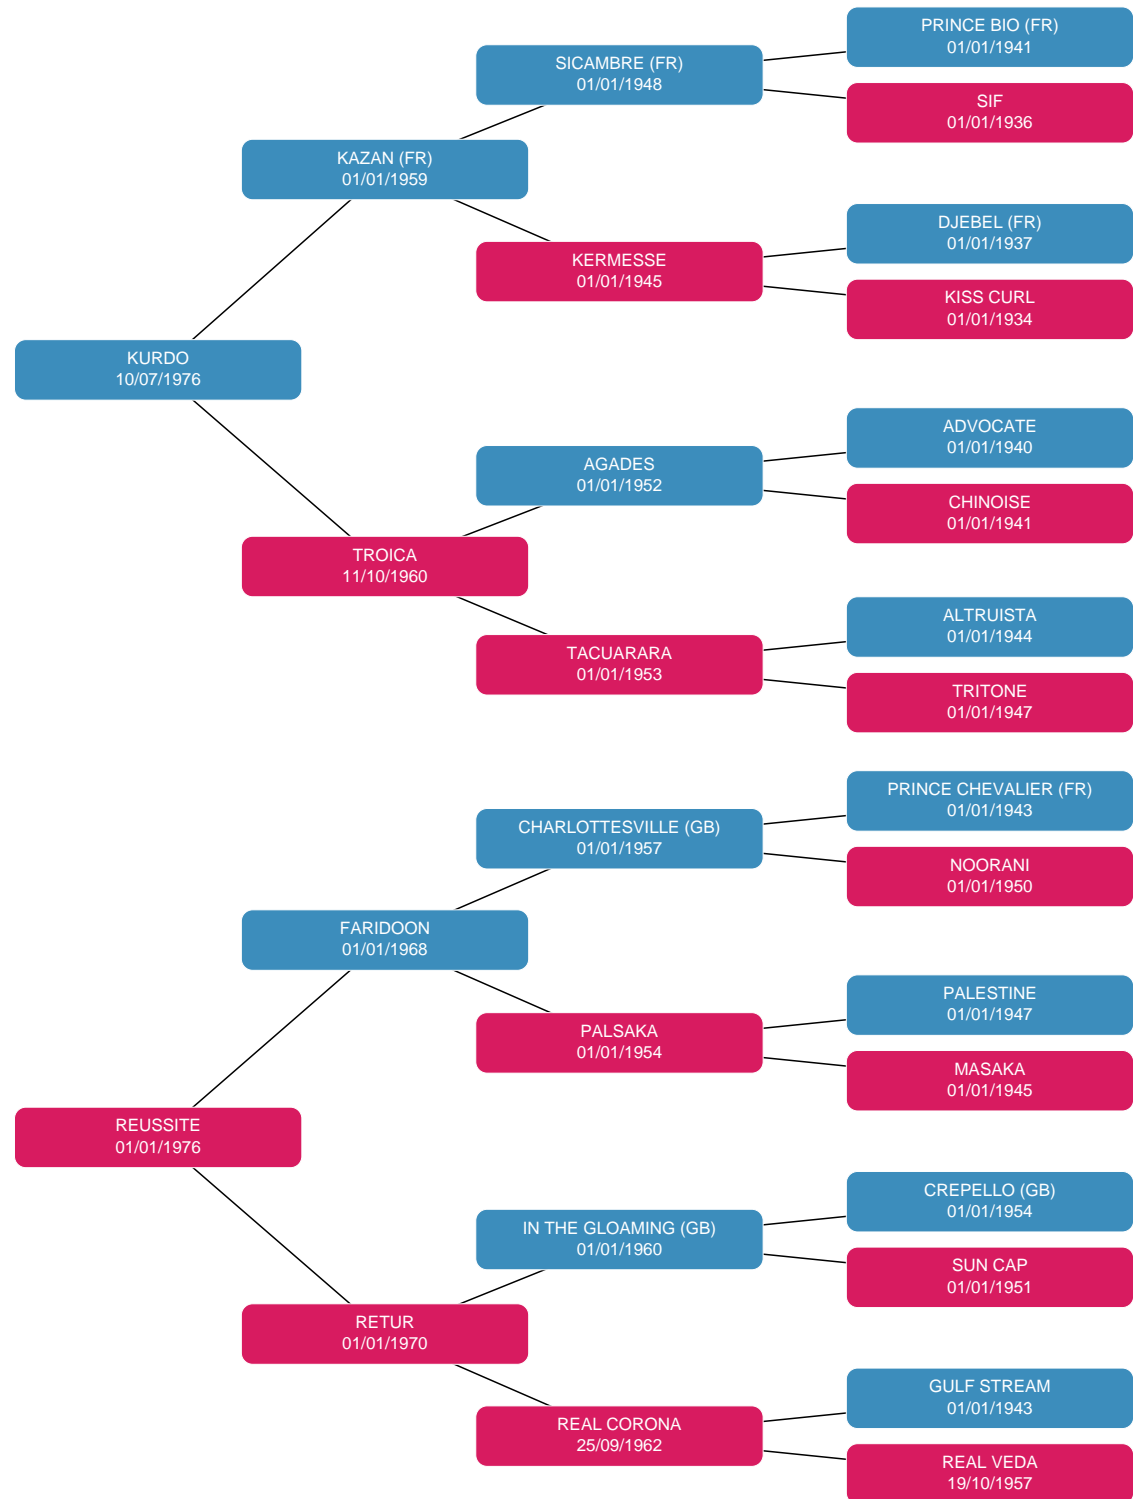 PRINCE BIO (FR)
01/01/1941
SICAMBRE (FR)
01/01/1948
SIF
01/01/1936
KAZAN (FR)
01/01/1959
DJEBEL (FR)
01/01/1937
KERMESSE
01/01/1945
KISS CURL
01/01/1934
KURDO
10/07/1976
ADVOCATE
01/01/1940
AGADES
01/01/1952
CHINOISE
01/01/1941
TROICA
11/10/1960
ALTRUISTA
01/01/1944
TACUARARA
01/01/1953
TRITONE
01/01/1947
PRINCE CHEVALIER (FR)
01/01/1943
CHARLOTTESVILLE (GB)
01/01/1957
NOORANI
01/01/1950
FARIDOON
01/01/1968
PALESTINE
01/01/1947
PALSAKA
01/01/1954
MASAKA
01/01/1945
REUSSITE
01/01/1976
CREPELLO (GB)
01/01/1954
IN THE GLOAMING (GB)
01/01/1960
SUN CAP
01/01/1951
RETUR
01/01/1970
GULF STREAM
01/01/1943
REAL CORONA
25/09/1962
REAL VEDA
19/10/1957